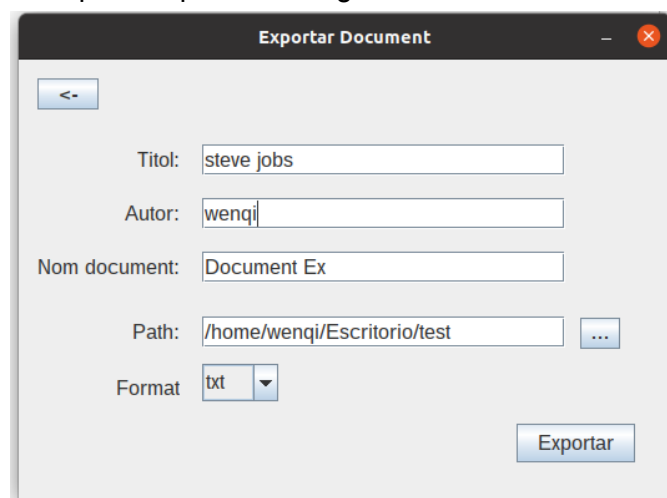 Exportar Document
<-
Titol: steve jobs
Autor: wenqi
Nom document: Document Ex
Path: /home/wenqi/Escritorio/test ...
Format txt
Exportar